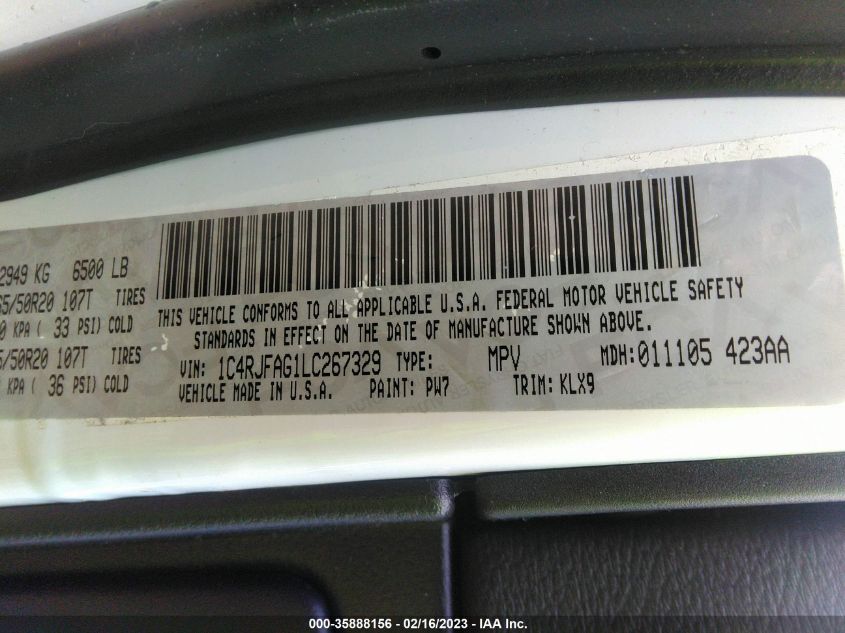 2949 KG 6500 LB
65/50R20 107T TIRES
0 KPA ( 33 PSI) COLD
5/50R20 107T TIRES
KPA ( 36 PSI) COLD
THIS VEHICLE CONFORMS TO ALL APPLICABLE U.S.A. FEDERAL MOTOR VEHICLE SAFETY
STANDARDS IN EFFECT ON THE DATE OF MANUFACTURE SHOWN ABOVE.
VIN: 1C4RJFAG1LC267329 TYPE: MPV MDH: 011105 423AA
VEHICLE MADE IN U.S.A. PAINT: PW7 TRIM: KLX9
000-35888156 - 02/16/2023 - IAA Inc.